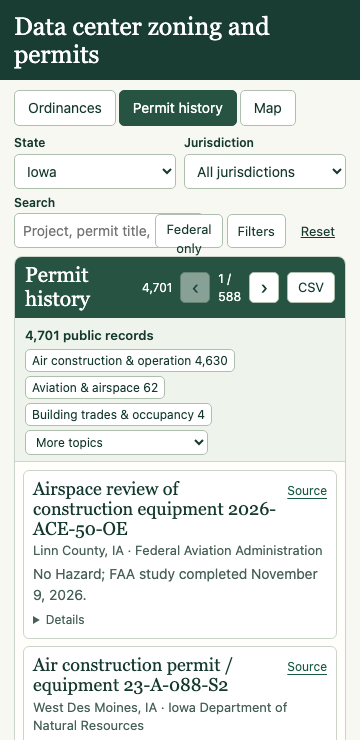 Data center zoning and
permits
Ordinances
Permit history
Map
State
Jurisdiction
Iowa
All jurisdictions
Search
Project, permit title,
Federal
only
Filters
Reset
Permit
history
4,701
‹
1 /
588
›
CSV
4,701 public records
Air construction & operation 4,630
Aviation & airspace 62
Building trades & occupancy 4
More topics
Airspace review of
construction equipment 2026-
ACE-50-OE
Source
Linn County, IA · Federal Aviation Administration
No Hazard; FAA study completed November
9, 2026.
Details
Air construction permit /
equipment 23-A-088-S2
Source
West Des Moines, IA · Iowa Department of
Natural Resources